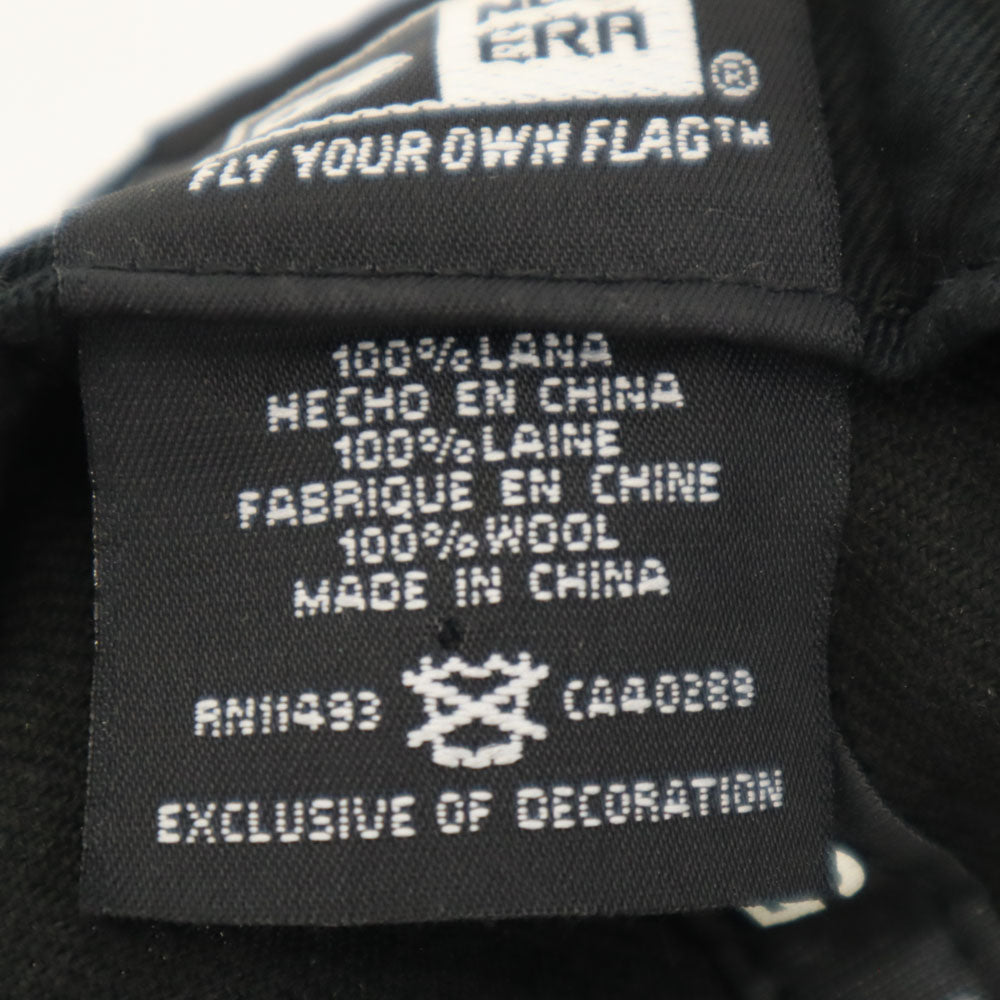 ERA
®
FLY YOUR OWN FLAG™
100% LANA
HECHO EN CHINA
100% LAINE
FABRIQUE EN CHINE
100% WOOL
MADE IN CHINA
RN11493 CA40289
EXCLUSIVE OF DECORATION